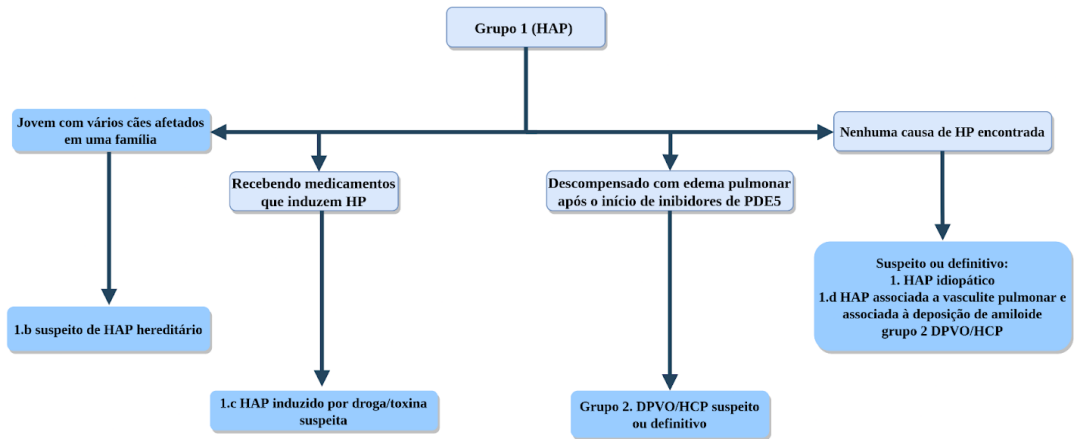 Grupo 1 (HAP)
Jovem com vários cães afetados
em uma família
Nenhuma causa de HP encontrada
Recebendo medicamentos
que induzem HP
Descompensado com edema pulmonar
após o início de inibidores de PDE5
Suspeito ou definitivo:
1. HAP idiopático
1.d HAP associada a vasculite pulmonar e
associada à deposição de amiloide
grupo 2 DPVO/HCP
1.b suspeito de HAP hereditário
1.c HAP induzido por droga/toxina
suspeita
Grupo 2. DPVO/HCP suspeito
ou definitivo